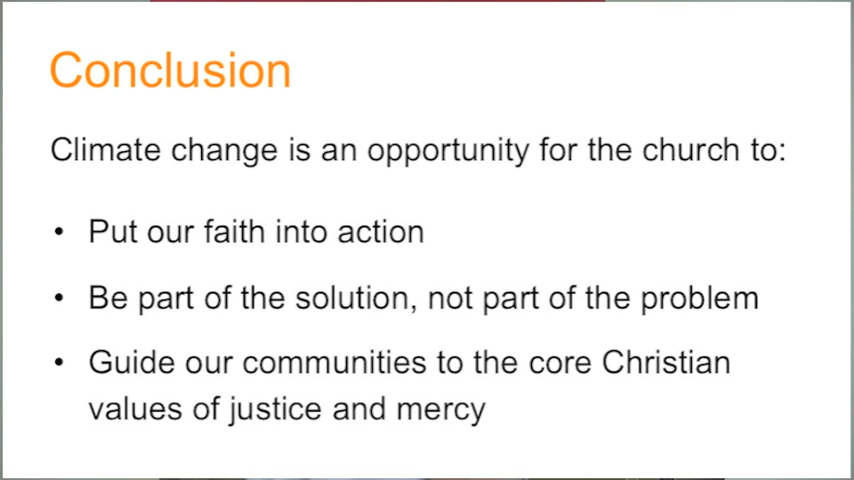 Conclusion
Climate change is an opportunity for the church to:
• Put our faith into action
• Be part of the solution, not part of the problem
• Guide our communities to the core Christian
values of justice and mercy